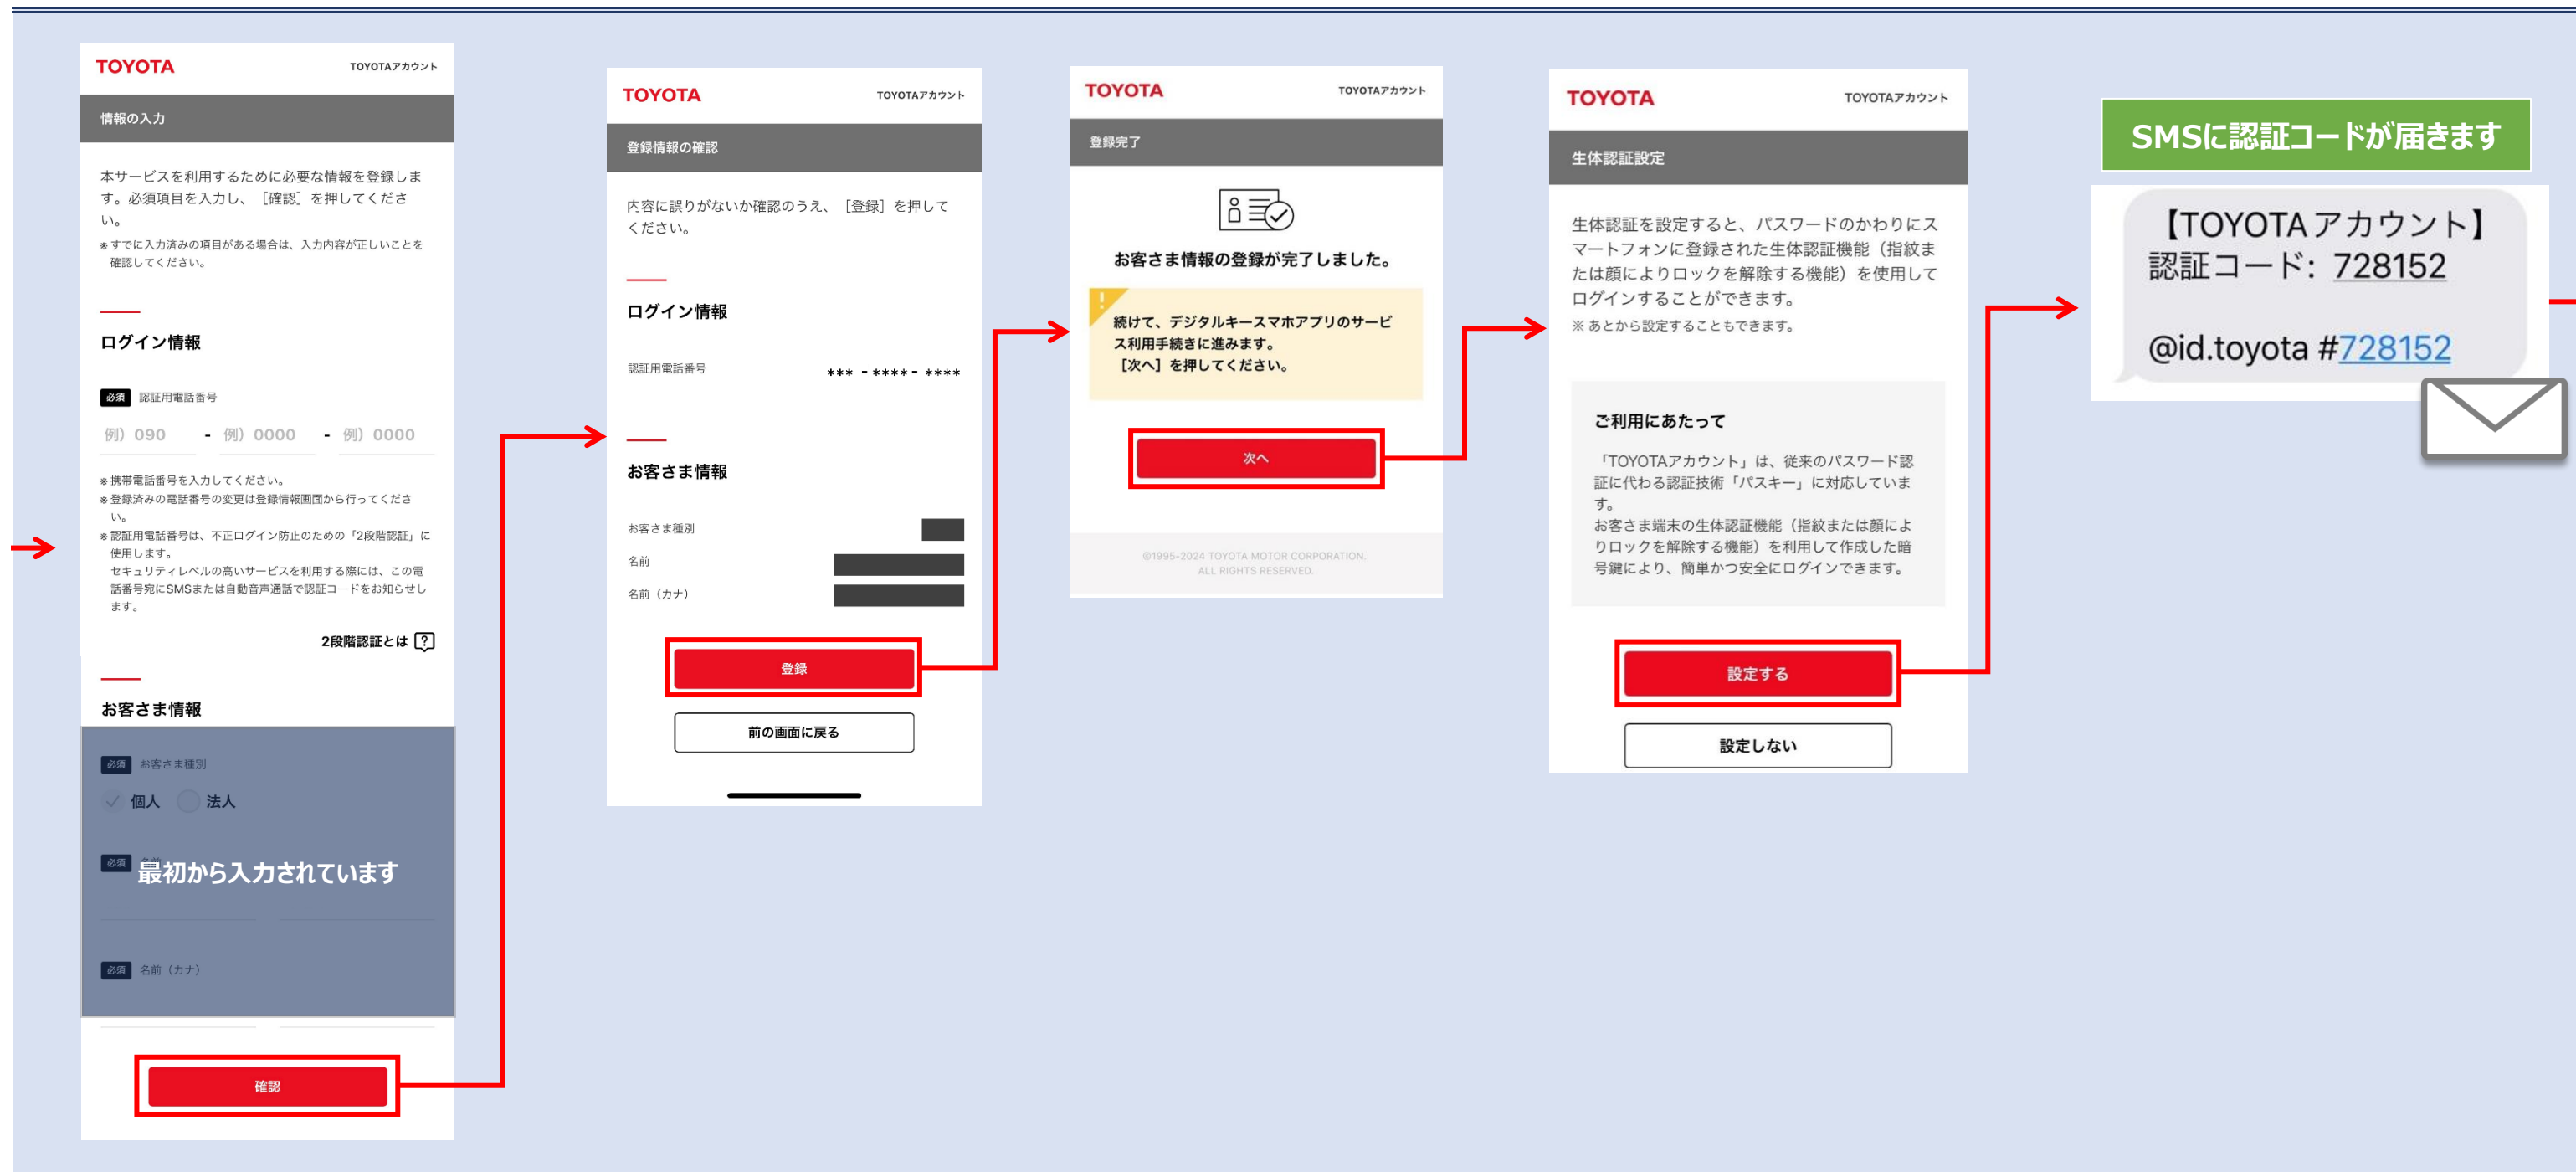 TOYOTA
TOYOTAアカウント
情報の入力
本サービスを利用するために必要な情報を登録しま
す。必須項目を入力し、［確認］を押してくださ
い。
※すでに入力済みの項目がある場合は、入力内容が正しいことを
確認してください。
ログイン情報
必須 認証用電話番号
例）090 - 例）0000 - 例）0000
※携帯電話番号を入力してください。
※登録済みの電話番号の変更は登録情報画面から行ってくださ
い。
※認証用電話番号は、不正ログイン防止のための「2段階認証」に
使用します。
セキュリティレベルの高いサービスを利用する際には、この電
話番号宛にSMSまたは自動音声通話で認証コードをお知らせし
ます。
2段階認証とは ?
お客さま情報
必須 お客さま種別
個人 法人
必須
最初から入力されています
必須 名前（カナ）
確認
TOYOTA
TOYOTAアカウント
登録情報の確認
内容に誤りがないか確認のうえ、［登録］を押して
ください。
ログイン情報
認証用電話番号 *** - **** - ****
お客さま情報
お客さま種別
名前
名前（カナ）
登録
前の画面に戻る
TOYOTA
TOYOTAアカウント
登録完了
お客さま情報の登録が完了しました。
!
続けて、デジタルキースマホアプリのサービ
ス利用手続きに進みます。
［次へ］を押してください。
次へ
©1995-2024 TOYOTA MOTOR CORPORATION.
ALL RIGHTS RESERVED.
TOYOTA
TOYOTAアカウント
生体認証設定
生体認証を設定すると、パスワードのかわりにス
マートフォンに登録された生体認証機能（指紋ま
たは顔によりロックを解除する機能）を使用して
ログインすることができます。
※ あとから設定することもできます。
ご利用にあたって
「TOYOTAアカウント」は、従来のパスワード認
証に代わる認証技術「パスキー」に対応していま
す。
お客さま端末の生体認証機能（指紋または顔によ
りロックを解除する機能）を利用して作成した暗
号鍵により、簡単かつ安全にログインできます。
設定する
設定しない
SMSに認証コードが届きます
【TOYOTAアカウント】
認証コード: 728152
@id.toyota #728152